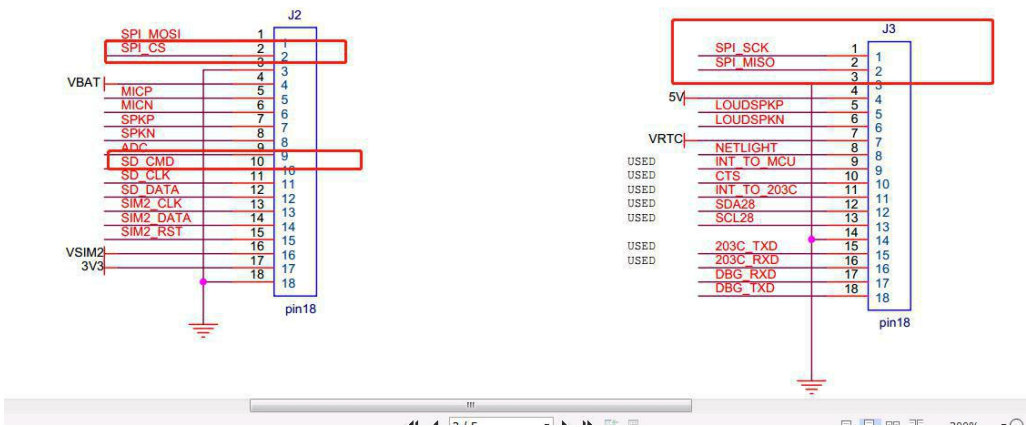 J2
SPI_MOSI 1 1
SPI_CS 2 2
3 3
VBAT 4 4
MICP 5 5
MICN 6 6
SPKP 7 7
SPKN 8 8
ADC 9 9
SD_CMD 10 10
SD_CLK 11 11
SD_DATA 12 12
SIM2_CLK 13 13
SIM2_DATA 14 14
SIM2_RST 15 15
VSIM2 16 16
3V3 17 17
18 18
pin18
J3
SPI_SCK 1 1
SPI_MISO 2 2
3 3
5V 4 4
LOUDSPKP 5 5
LOUDSPKN 6 6
VRTC 7 7
NETLIGHT 8 8
USED INT_TO_MCU 9 9
USED CTS 10 10
USED INT_TO_203C 11 11
USED SDA28 12 12
USED SCL28 13 13
14 14
USED 203C_TXD 15 15
USED 203C_RXD 16 16
DBG_RXD 17 17
DBG_TXD 18 18
pin18